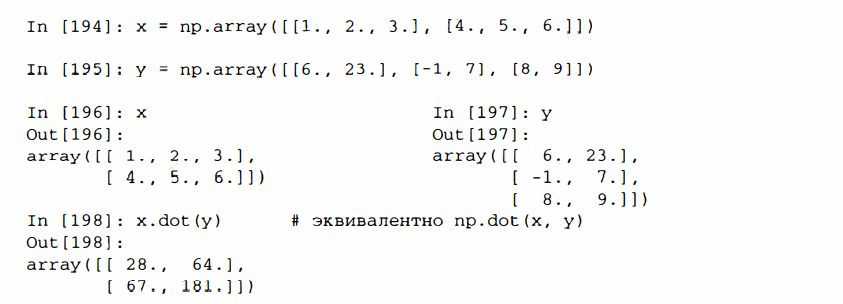 In [194]: x = np.array([[1., 2., 3.], [4., 5., 6.]])
In [195]: y = np.array([[6., 23.], [-1, 7], [8, 9]])
In [196]: x
Out[196]:
array([[ 1., 2., 3.],
       [ 4., 5., 6.]])
In [197]: y
Out[197]:
array([[  6., 23.],
       [ -1.,  7.],
       [  8.,  9.]])
In [198]: x.dot(y)     # эквивалентно np.dot(x, y)
Out[198]:
array([[ 28.,  64.],
       [ 67., 181.]])